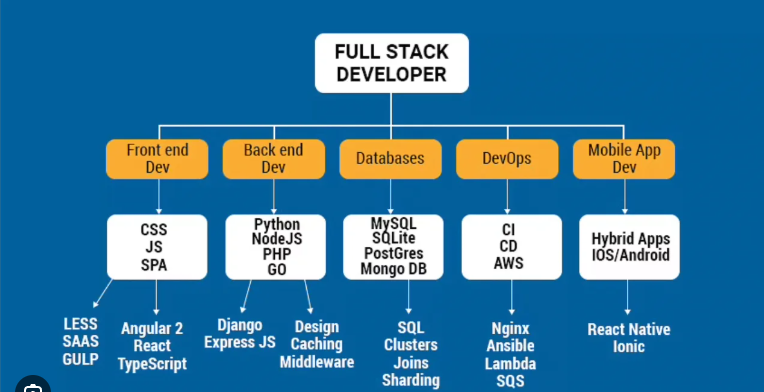 FULL STACK
DEVELOPER
Front end
Dev
Back end
Dev
Databases
DevOps
Mobile App
Dev
CSS
JS
SPA
Python
NodeJS
PHP
GO
MySQL
SQLite
PostGres
Mongo DB
CI
CD
AWS
Hybrid Apps
IOS/Android
LESS
SAAS
GULP
Angular 2
React
TypeScript
Django
Express JS
Design
Caching
Middleware
SQL
Clusters
Joins
Sharding
Nginx
Ansible
Lambda
SQS
React Native
Ionic